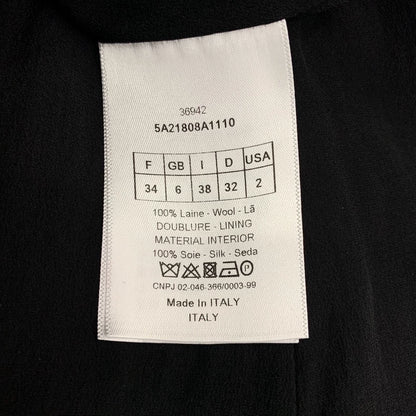 36942
5A21808A1110
F GB I D USA
34 6 38 32 2
100% Laine - Wool - Lã
DOUBLURE - LINING
MATERIAL INTERIOR
100% Soie - Silk - Seda
CNPJ 02-046-366/0003-99
Made In ITALY
ITALY